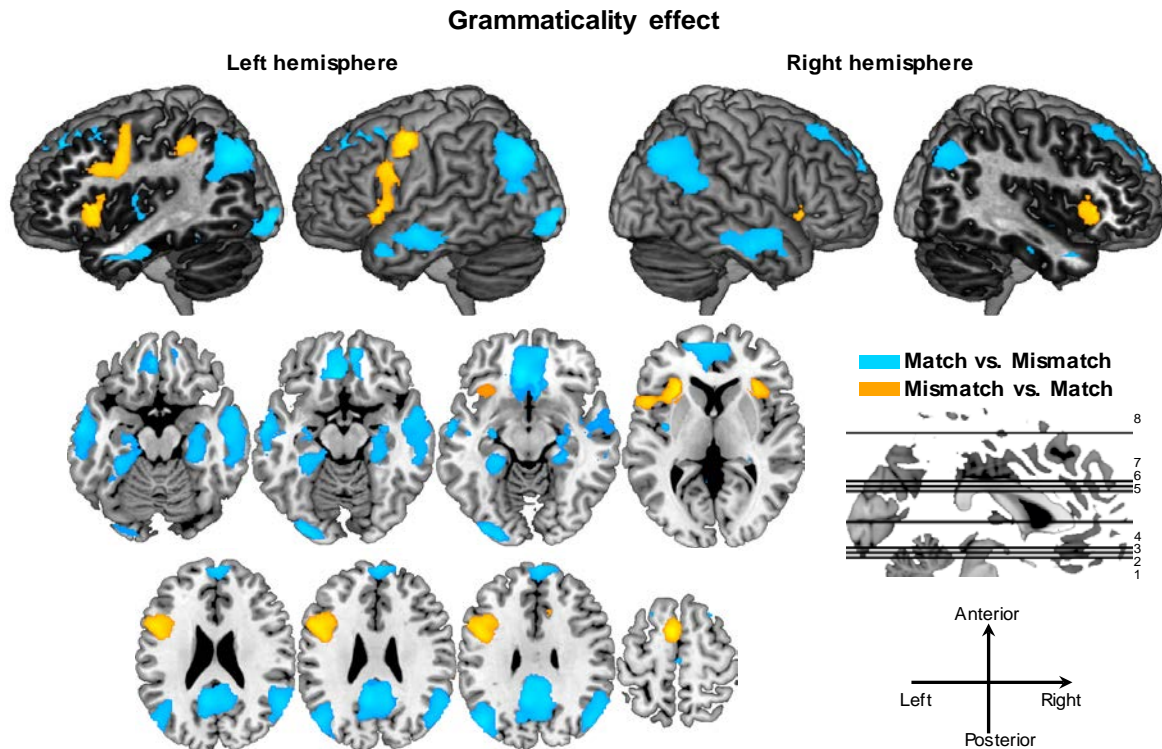 Grammaticality effect
Left hemisphere
Right hemisphere
Match vs. Mismatch
Mismatch vs. Match
8
7
6
5
4
3
2
1
Anterior
Left
Right
Posterior